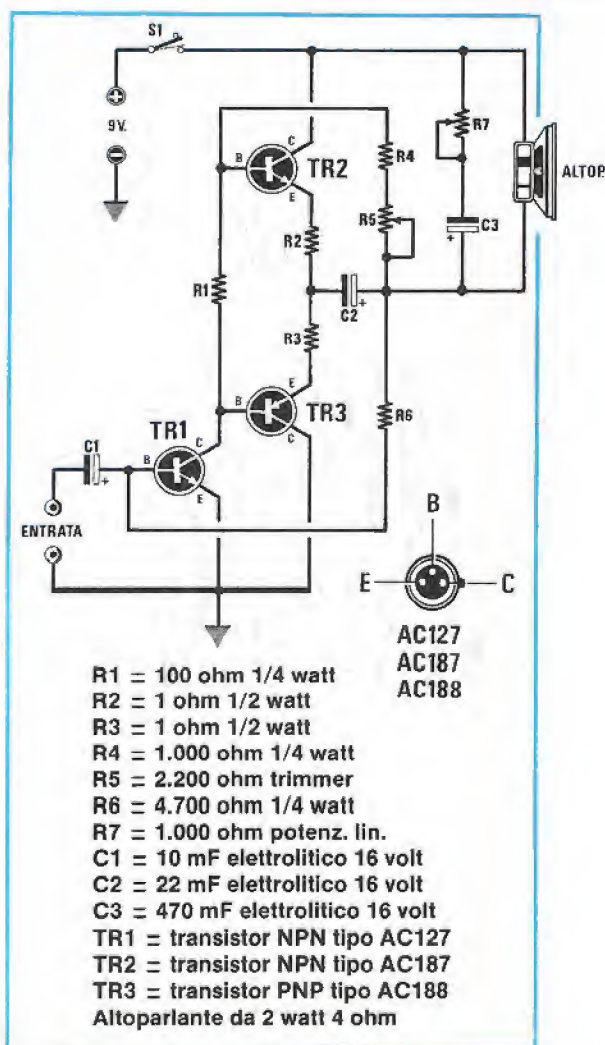 S1
+
9V.
R7
ALTOP.
C
B
TR2
E
R4
R2
R5
C3
+
R1
C2
+
R3
E
B
TR3
C
R6
TR1
C1
+
B
C
E
ENTRATA
B
E
C
AC127
AC187
AC188
R1 = 100 ohm 1/4 watt
R2 = 1 ohm 1/2 watt
R3 = 1 ohm 1/2 watt
R4 = 1.000 ohm 1/4 watt
R5 = 2.200 ohm trimmer
R6 = 4.700 ohm 1/4 watt
R7 = 1.000 ohm potenz. lin.
C1 = 10 mF elettrolitico 16 volt
C2 = 22 mF elettrolitico 16 volt
C3 = 470 mF elettrolitico 16 volt
TR1 = transistor NPN tipo AC127
TR2 = transistor NPN tipo AC187
TR3 = transistor PNP tipo AC188
Altoparlante da 2 watt 4 ohm